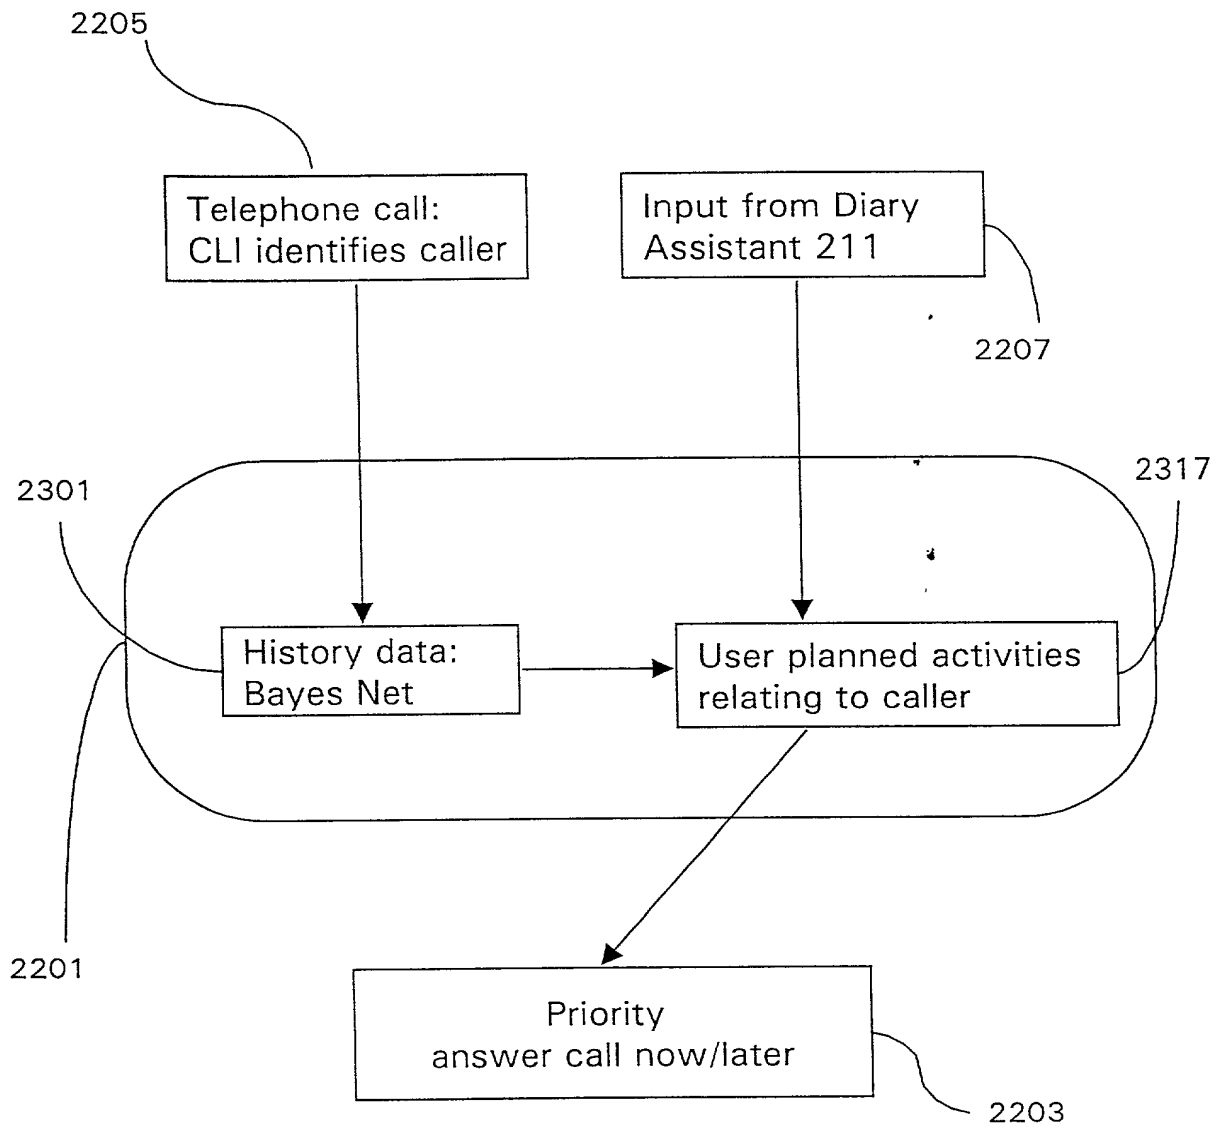 2205
Telephone call:
CLI identifies caller
Input from Diary
Assistant 211
2207
2301
2317
History data:
Bayes Net
User planned activities
relating to caller
2201
Priority
answer call now/later
2203